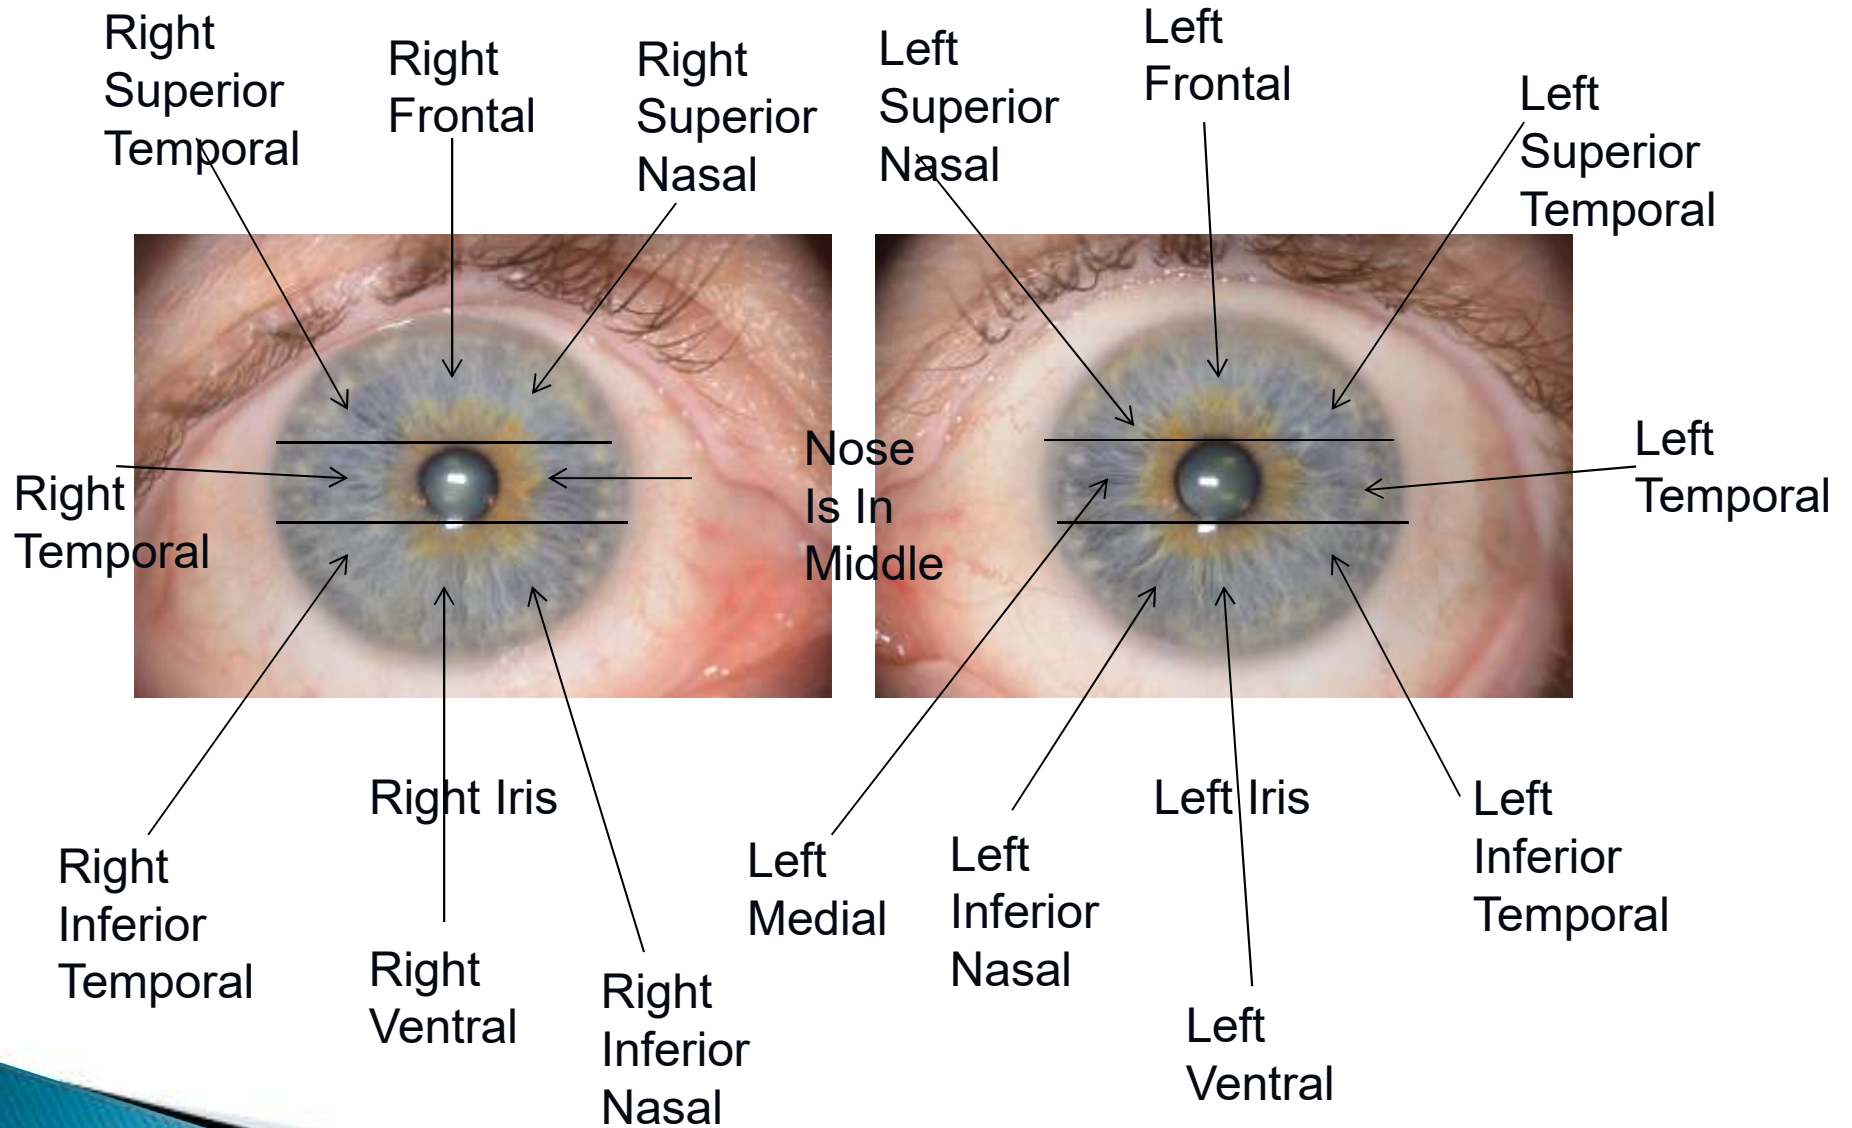 Right
Superior
Temporal
Right
Frontal
Right
Superior
Nasal
Left
Superior
Nasal
Left
Frontal
Left
Superior
Temporal
Right
Temporal
Nose
Is In
Middle
Left
Temporal
Right Iris
Left Iris
Right
Inferior
Temporal
Right
Ventral
Right
Inferior
Nasal
Left
Medial
Left
Inferior
Nasal
Left
Ventral
Left
Inferior
Temporal